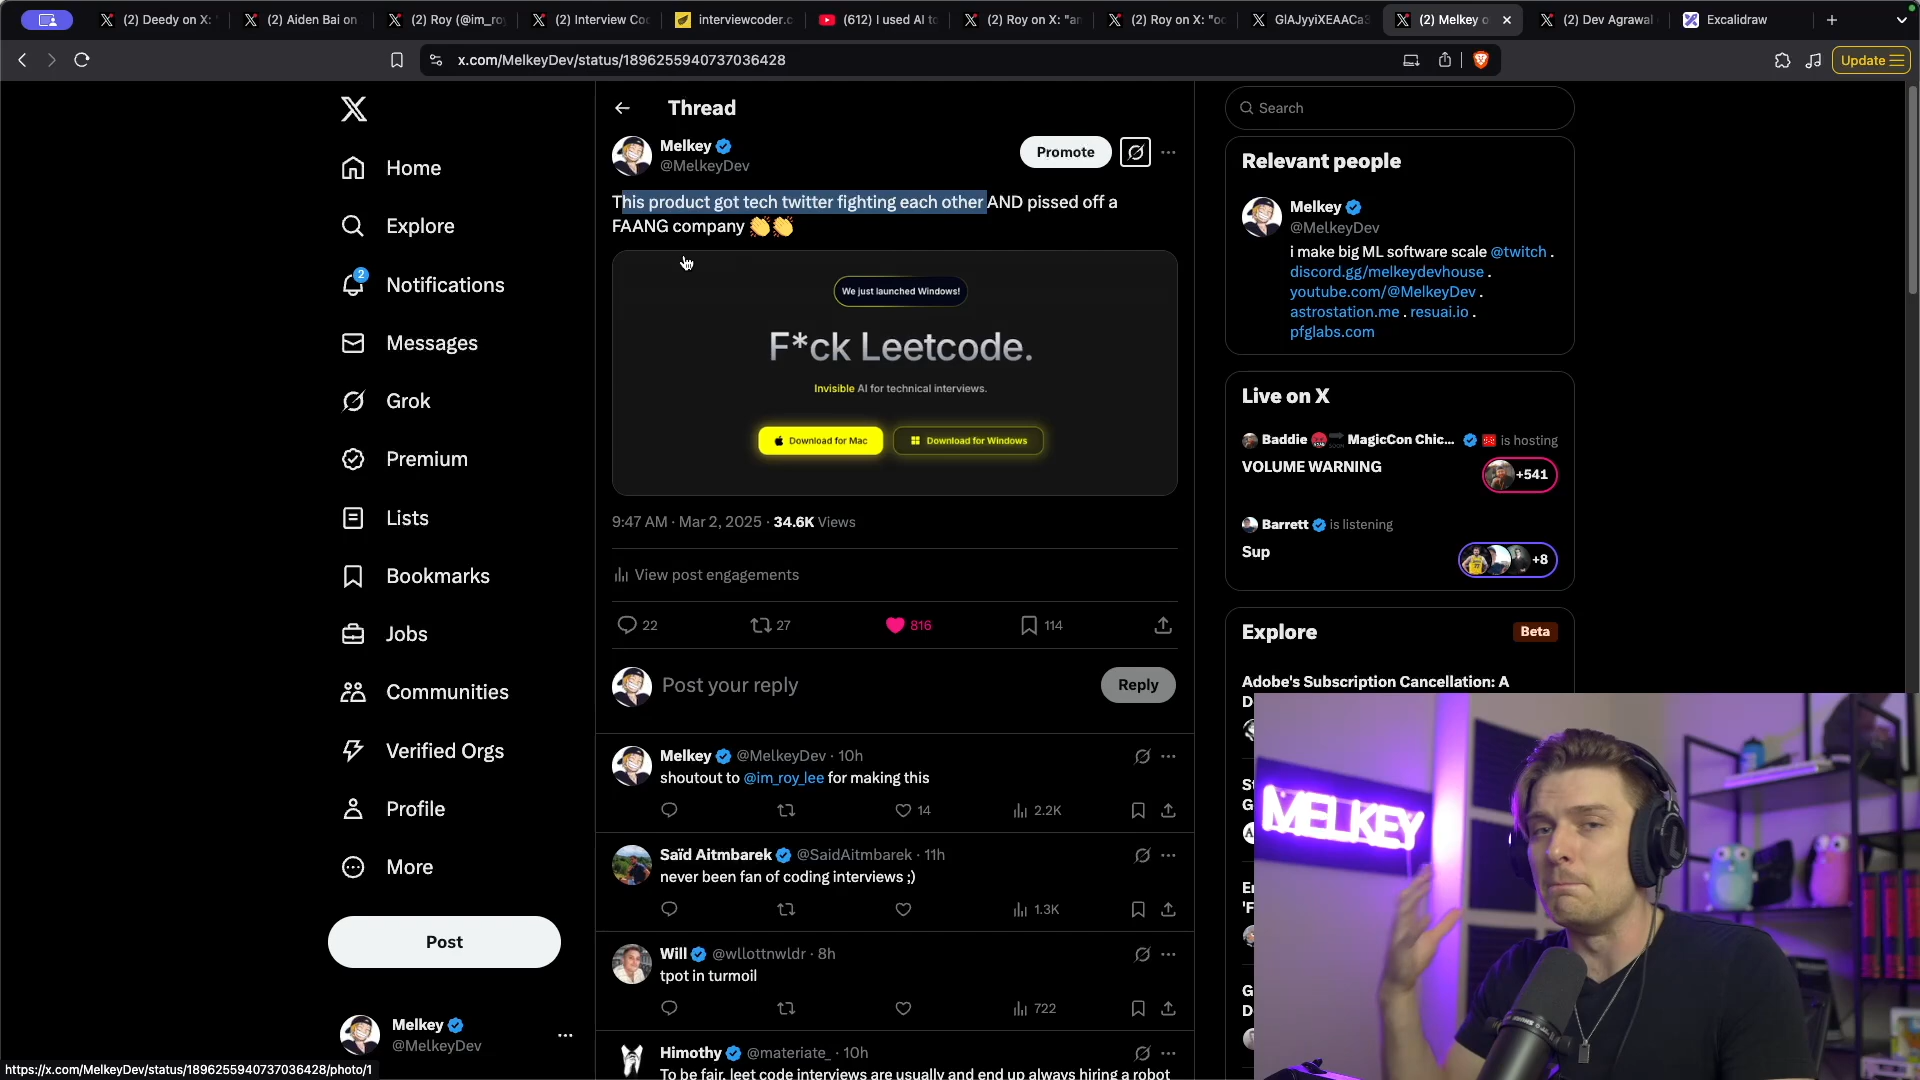 (2) Deedy on X: "
(2) Aiden Bai on
(2) Roy (@im_roy
(2) Interview Co
interviewcoder.c
(612) I used AI to
(2) Roy on X: "an
(2) Roy on X: "oc
GlAJyyiXEAACa3
(2) Melkey o
(2) Dev Agrawal
Excalidraw
x.com/MelkeyDev/status/1896255940737036428
Update
Home
Explore
2
Notifications
Messages
Grok
Premium
Lists
Bookmarks
Jobs
Communities
Verified Orgs
Profile
More
Post
Melkey
@MelkeyDev
https://x.com/MelkeyDev/status/1896255940737036428/photo/1
Thread
Melkey
@MelkeyDev
Promote
This product got tech twitter fighting each other AND pissed off a
FAANG company 👏👏
We just launched Windows!
F*ck Leetcode.
Invisible AI for technical interviews.
Download for Mac
Download for Windows
9:47 AM · Mar 2, 2025 · 34.6K Views
View post engagements
22
27
816
114
Post your reply
Reply
Melkey @MelkeyDev · 10h
shoutout to @im_roy_lee for making this
14
2.2K
Saïd Aitmbarek @SaidAitmbarek · 11h
never been fan of coding interviews ;)
1.3K
Will @wllottnwldr · 8h
tpot in turmoil
722
Himothy @materiate_ · 10h
To be fair, leet code interviews are usually and end up always hiring a robot
Search
Relevant people
Melkey
@MelkeyDev
i make big ML software scale @twitch .
discord.gg/melkeydevhouse .
youtube.com/@MelkeyDev .
astrostation.me . resuai.io .
pfglabs.com
Live on X
Baddie MagicCon Chic... is hosting
VOLUME WARNING
+541
Barrett is listening
Sup
+8
Explore
Beta
Adobe's Subscription Cancellation: A
MELKEY